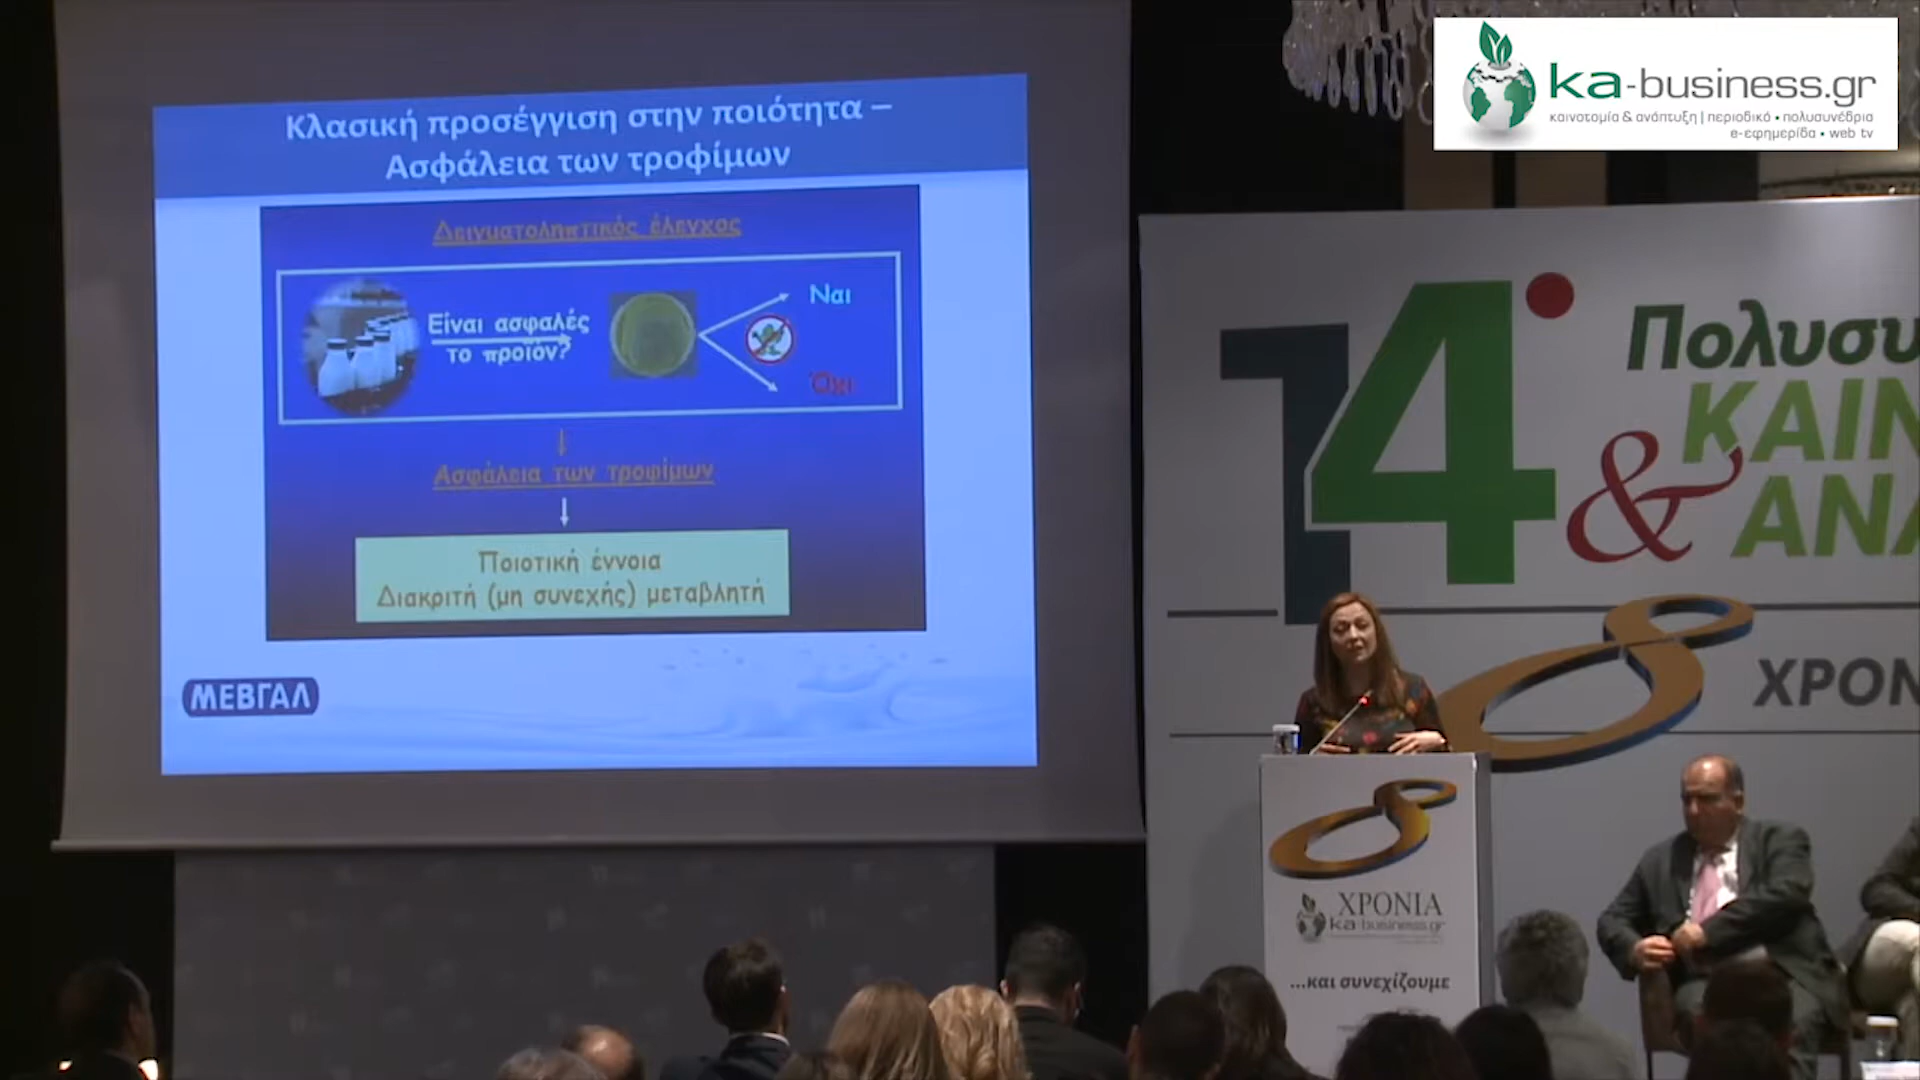 Κλασική προσέγγιση στην ποιότητα –
Ασφάλεια των τροφίμων
Δειγματοληπτικός έλεγχος
Είναι ασφαλές
το προϊόν?
Ναι
Όχι
Ασφάλεια των τροφίμων
Ποιοτική έννοια
Διακριτή (μη συνεχής) μεταβλητή
ΜΕΒΓΑΛ
ka-business.gr
καινοτομία & ανάπτυξη | περιοδικό • πολυσυνέδρια
e-εφημερίδα • web tv
14°
Πολυσυ
ΚΑΙΝ
& ΑΝΑ
8 ΧΡΟΝ
8
ΧΡΟΝΙΑ
ka-business.gr
...και συνεχίζουμε